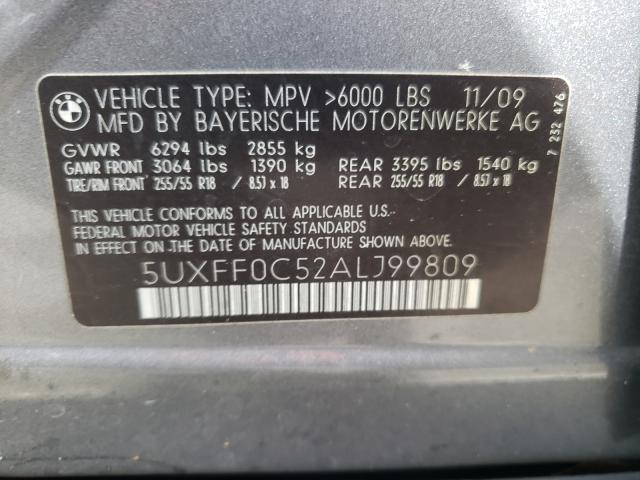 BMW
VEHICLE TYPE: MPV >6000 LBS 11/09
MFD BY BAYERISCHE MOTORENWERKE AG
GVWR 6294 lbs 2855 kg
GAWR FRONT 3064 lbs 1390 kg REAR 3395 lbs 1540 kg
TIRE/RIM FRONT 255/55 R18 / 8.5J x 18 REAR 255/55 R18 / 8.5J x 18
THIS VEHICLE CONFORMS TO ALL APPLICABLE U.S.
FEDERAL MOTOR VEHICLE SAFETY STANDARDS
IN EFFECT ON THE DATE OF MANUFACTURE SHOWN ABOVE.
5UXFF0C52ALJ99809
7 232 476